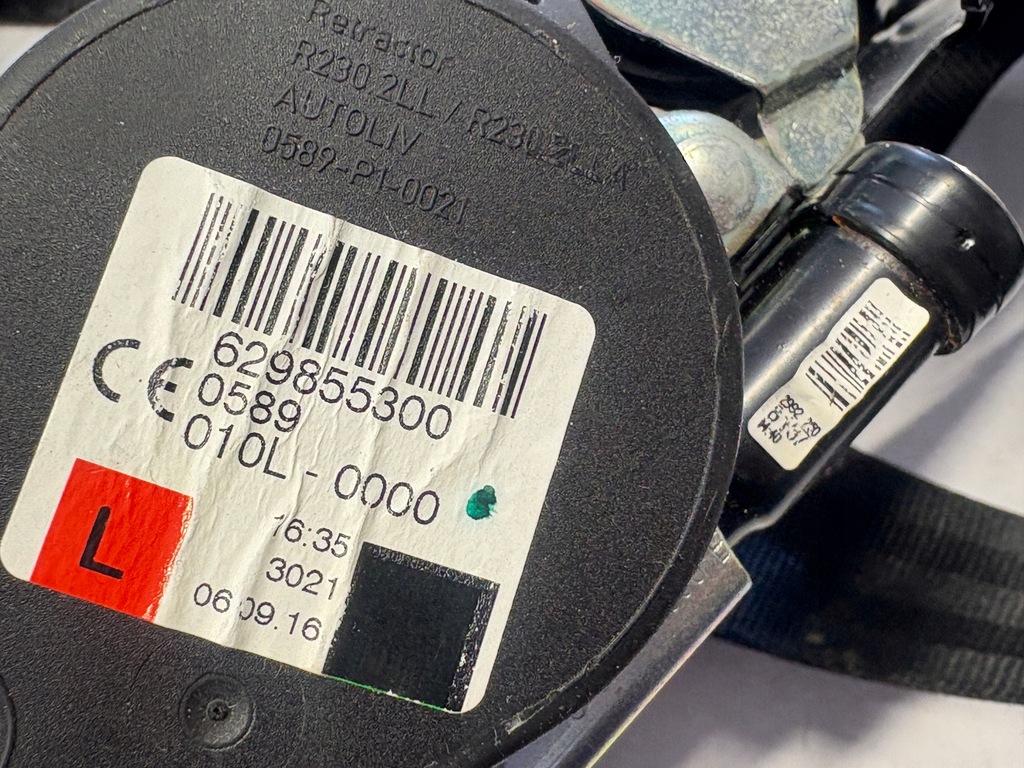 Retractor
R230.2LL / R230.2LLA
AUTOLIV
0589-P1-0021
CE
629855300
0589
010L - 0000
L
16:35
3021
06.09.16